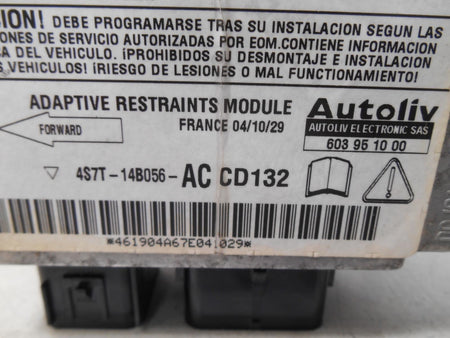 ION! DEBE PROGRAMARSE TRAS SU INSTALACION SEGUN LAS
ONES DE SERVICIO AUTORIZADAS POR EOM.CONTIENE INFORMACION
CA DEL VEHICULO. ¡PROHIBIDOS SU DESMONTAJE E INSTALACION
S VEHICULOS! ¡RIESGO DE LESIONES O MAL FUNCIONAMIENTO!
ADAPTIVE RESTRAINTS MODULE
FRANCE 04/10/29
FORWARD
Autoliv
AUTOLIV ELECTRONIC SAS
603 95 10 00
4S7T-14B056-AC CD132
*461904A67E041029*